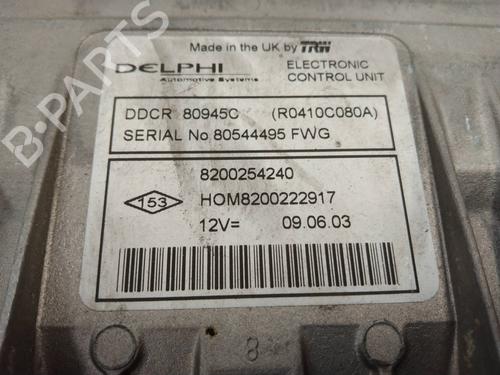 Made in the UK by TRW
DELPHI
Automotive Systems
ELECTRONIC
CONTROL UNIT
DDCR 80945C (R0410C080A)
SERIAL No 80544495 FWG
8200254240
153
HOM8200222917
12V= 09.06.03
8
B-PARTS